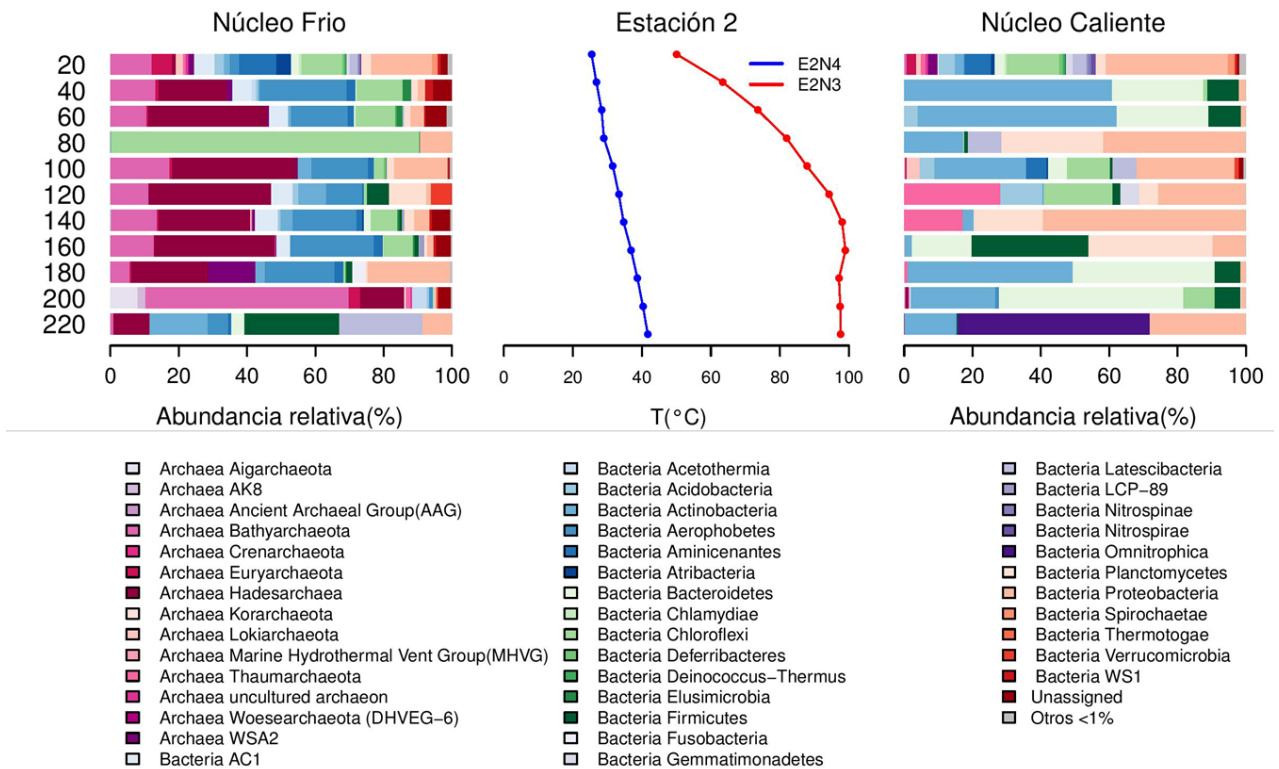 Núcleo Frio
Estación 2
Núcleo Caliente
20
40
60
80
100
120
140
160
180
200
220
E2N4
E2N3
0 20 40 60 80 100
0 20 40 60 80 100
0 20 40 60 80 100
Abundancia relativa(%)
T(°C)
Abundancia relativa(%)
Archaea Aigarchaeota
Archaea AK8
Archaea Ancient Archaeal Group(AAG)
Archaea Bathyarchaeota
Archaea Crenarchaeota
Archaea Euryarchaeota
Archaea Hadesarchaea
Archaea Korarchaeota
Archaea Lokiarchaeota
Archaea Marine Hydrothermal Vent Group(MHVG)
Archaea Thaumarchaeota
Archaea uncultured archaeon
Archaea Woesearchaeota (DHVEG−6)
Archaea WSA2
Bacteria AC1
Bacteria Acetothermia
Bacteria Acidobacteria
Bacteria Actinobacteria
Bacteria Aerophobetes
Bacteria Aminicenantes
Bacteria Atribacteria
Bacteria Bacteroidetes
Bacteria Chlamydiae
Bacteria Chloroflexi
Bacteria Deferribacteres
Bacteria Deinococcus−Thermus
Bacteria Elusimicrobia
Bacteria Firmicutes
Bacteria Fusobacteria
Bacteria Gemmatimonadetes
Bacteria Latescibacteria
Bacteria LCP−89
Bacteria Nitrospinae
Bacteria Nitrospirae
Bacteria Omnitrophica
Bacteria Planctomycetes
Bacteria Proteobacteria
Bacteria Spirochaetae
Bacteria Thermotogae
Bacteria Verrucomicrobia
Bacteria WS1
Unassigned
Otros <1%